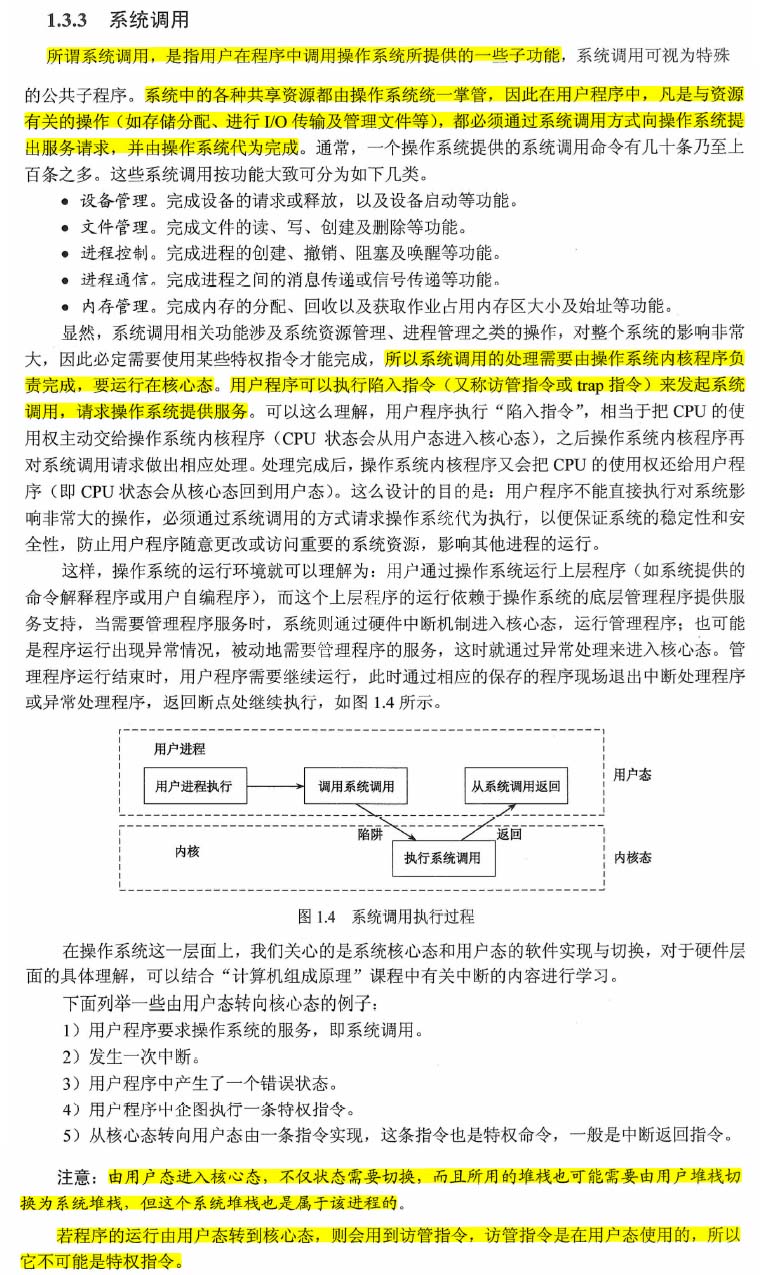 1.3.3 系统调用
所谓系统调用，是指用户在程序中调用操作系统所提供的一些子功能，系统调用可视为特殊
的公共子程序。系统中的各种共享资源都由操作系统统一掌管，因此在用户程序中，凡是与资源
有关的操作（如存储分配、进行 I/O 传输及管理文件等），都必须通过系统调用方式向操作系统提
出服务请求，并由操作系统代为完成。通常，一个操作系统提供的系统调用命令有几十条乃至上
百条之多。这些系统调用按功能大致可分为如下几类。
● 设备管理。完成设备的请求或释放，以及设备启动等功能。
● 文件管理。完成文件的读、写、创建及删除等功能。
● 进程控制。完成进程的创建、撤销、阻塞及唤醒等功能。
● 进程通信。完成进程之间的消息传递或信号传递等功能。
● 内存管理。完成内存的分配、回收以及获取作业占用内存区大小及始址等功能。
显然，系统调用相关功能涉及系统资源管理、进程管理之类的操作，对整个系统的影响非常
大，因此必定需要使用某些特权指令才能完成，所以系统调用的处理需要由操作系统内核程序负
责完成，要运行在核心态。用户程序可以执行陷入指令（又称访管指令或 trap 指令）来发起系统
调用，请求操作系统提供服务。可以这么理解，用户程序执行“陷入指令”，相当于把 CPU 的使
用权主动交给操作系统内核程序（CPU 状态会从用户态进入核心态），之后操作系统内核程序再
对系统调用请求做出相应处理。处理完成后，操作系统内核程序又会把 CPU 的使用权还给用户程
序（即 CPU 状态会从核心态回到用户态）。这么设计的目的是：用户程序不能直接执行对系统影
响非常大的操作，必须通过系统调用的方式请求操作系统代为执行，以便保证系统的稳定性和安
全性，防止用户程序随意更改或访问重要的系统资源，影响其他进程的运行。
这样，操作系统的运行环境就可以理解为：用户通过操作系统运行上层程序（如系统提供的
命令解释程序或用户自编程序），而这个上层程序的运行依赖于操作系统的底层管理程序提供服
务支持，当需要管理程序服务时，系统则通过硬件中断机制进入核心态，运行管理程序；也可能
是程序运行出现异常情况，被动地需要管理程序的服务，这时就通过异常处理来进入核心态。管
理程序运行结束时，用户程序需要继续运行，此时通过相应的保存的程序现场退出中断处理程序
或异常处理程序，返回断点处继续执行，如图 1.4 所示。
用户进程
用户进程执行 调用系统调用 从系统调用返回 用户态
陷阱 返回
内核 执行系统调用 内核态
图 1.4 系统调用执行过程
在操作系统这一层面上，我们关心的是系统核心态和用户态的软件实现与切换，对于硬件层
面的具体理解，可以结合“计算机组成原理”课程中有关中断的内容进行学习。
下面列举一些由用户态转向核心态的例子：
1）用户程序要求操作系统的服务，即系统调用。
2）发生一次中断。
3）用户程序中产生了一个错误状态。
4）用户程序中企图执行一条特权指令。
5）从核心态转向用户态由一条指令实现，这条指令也是特权命令，一般是中断返回指令。
注意：由用户态进入核心态，不仅状态需要切换，而且所用的堆栈也可能需要由用户堆栈切
换为系统堆栈，但这个系统堆栈也是属于该进程的。
若程序的运行由用户态转到核心态，则会用到访管指令，访管指令是在用户态使用的，所以
它不可能是特权指令。